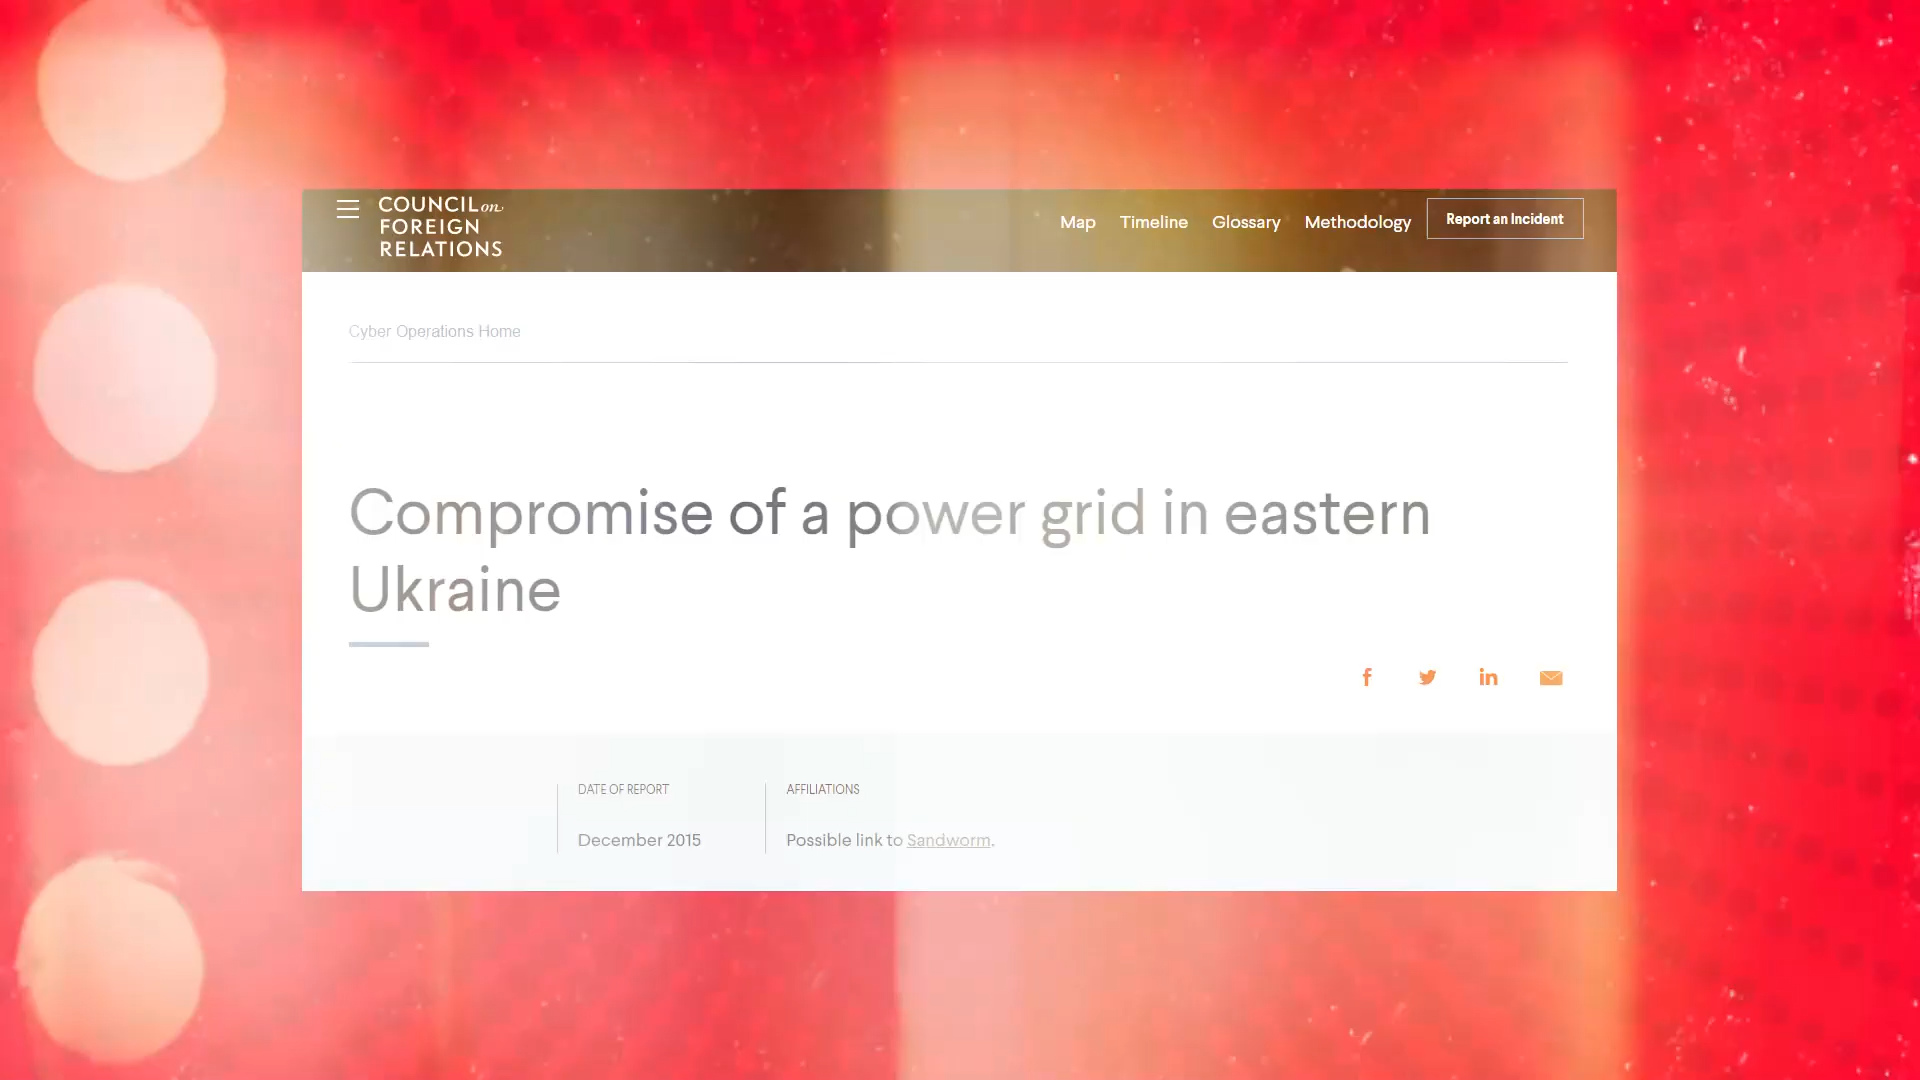 COUNCIL on
FOREIGN
RELATIONS
Map Timeline Glossary Methodology Report an Incident
Cyber Operations Home
Compromise of a power grid in eastern
Ukraine
DATE OF REPORT AFFILIATIONS
December 2015 Possible link to Sandworm.